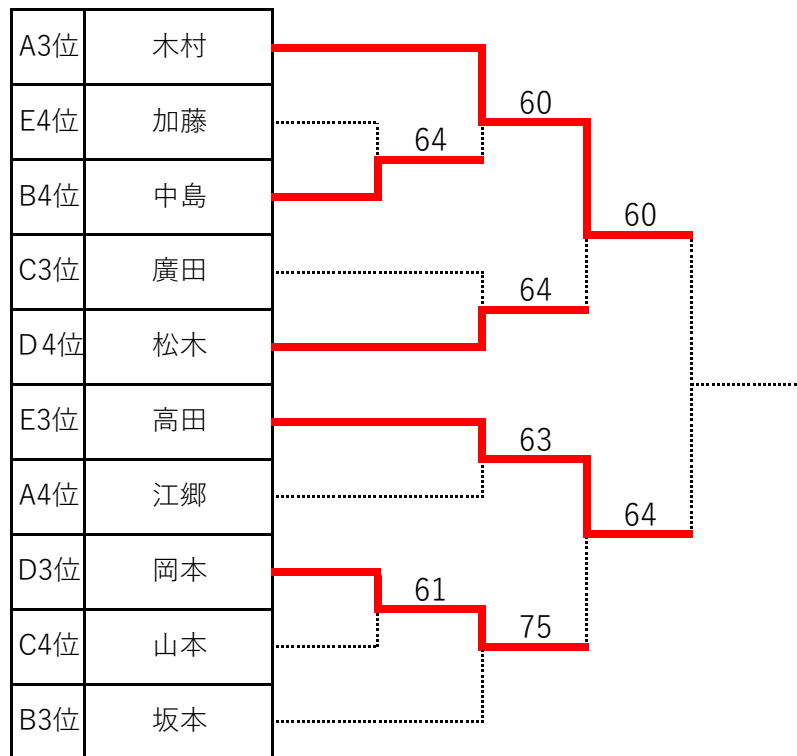 A3位 木村
60
E4位 加藤
64
B4位 中島
60
C3位 廣田
64
D4位 松木
E3位 高田
63
A4位 江郷
64
D3位 岡本
61
C4位 山本
75
B3位 坂本